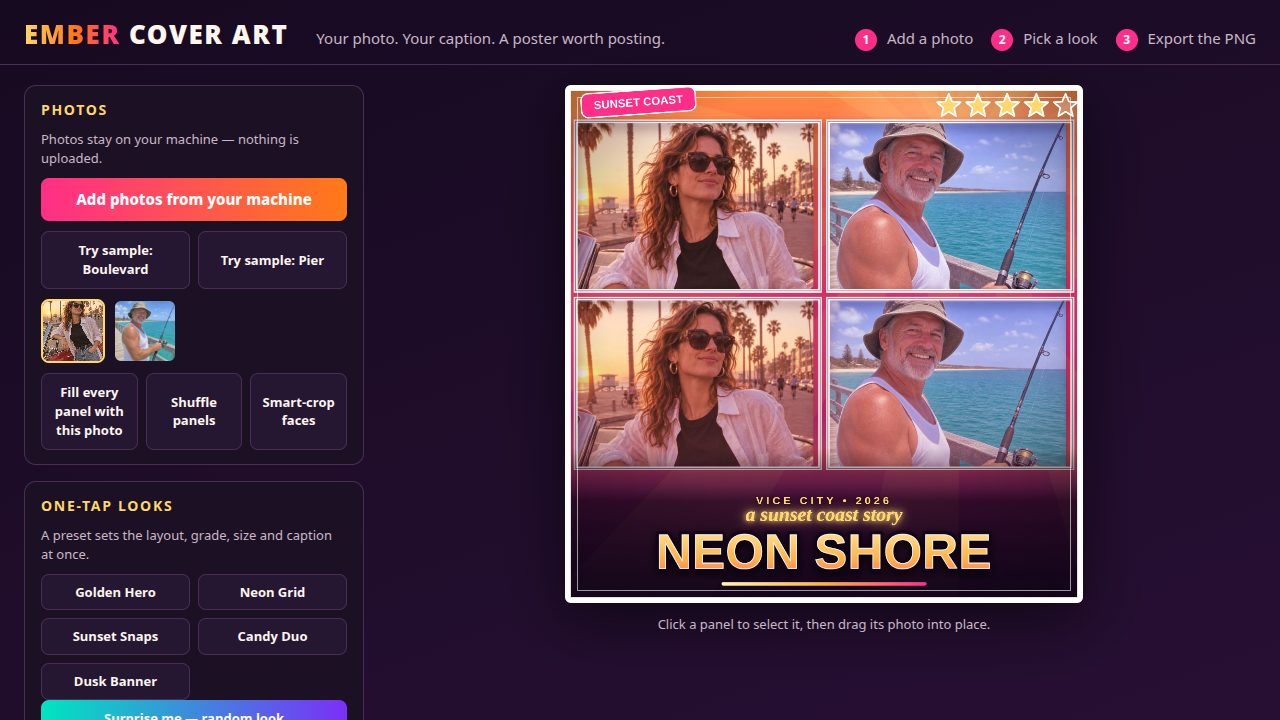 EMBER COVER ART
Your photo. Your caption. A poster worth posting.
1 Add a photo
2 Pick a look
3 Export the PNG
PHOTOS
Photos stay on your machine — nothing is
uploaded.
Add photos from your machine
Try sample:
Boulevard
Try sample: Pier
Fill every
panel with
this photo
Shuffle
panels
Smart-crop
faces
ONE-TAP LOOKS
A preset sets the layout, grade, size and caption
at once.
Golden Hero
Neon Grid
Sunset Snaps
Candy Duo
Dusk Banner
Surprise me — random look
SUNSET COAST
VICE CITY • 2026
a sunset coast story
NEON SHORE
Click a panel to select it, then drag its photo into place.